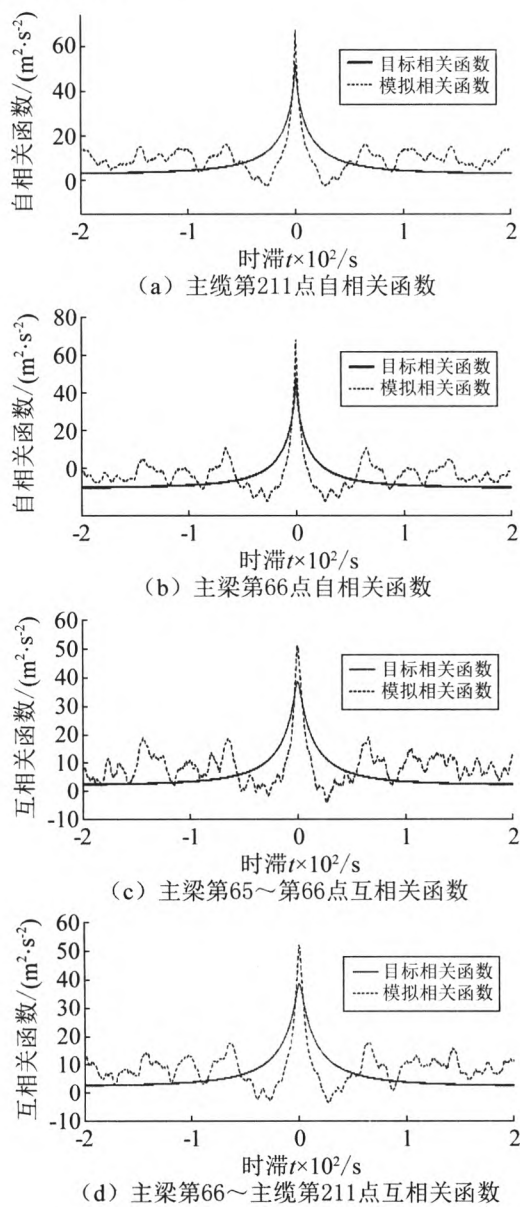 自相关函数/(m²·s⁻²)
60
40
20
0
目标相关函数
模拟相关函数
-2 -1 0 1 2
时滞t×10²/s
(a)主缆第211点自相关函数
自相关函数/(m²·s⁻²)
80
60
40
20
0
目标相关函数
模拟相关函数
-2 -1 0 1 2
时滞t×10²/s
(b)主梁第66点自相关函数
互相关函数/(m²·s⁻²)
60
50
40
30
20
10
0
-10
目标相关函数
模拟相关函数
-2 -1 0 1 2
时滞t×10²/s
(c)主梁第65～第66点互相关函数
互相关函数/(m²·s⁻²)
60
50
40
30
20
10
0
-10
目标相关函数
模拟相关函数
-2 -1 0 1 2
时滞t×10²/s
(d)主梁第66～主缆第211点互相关函数